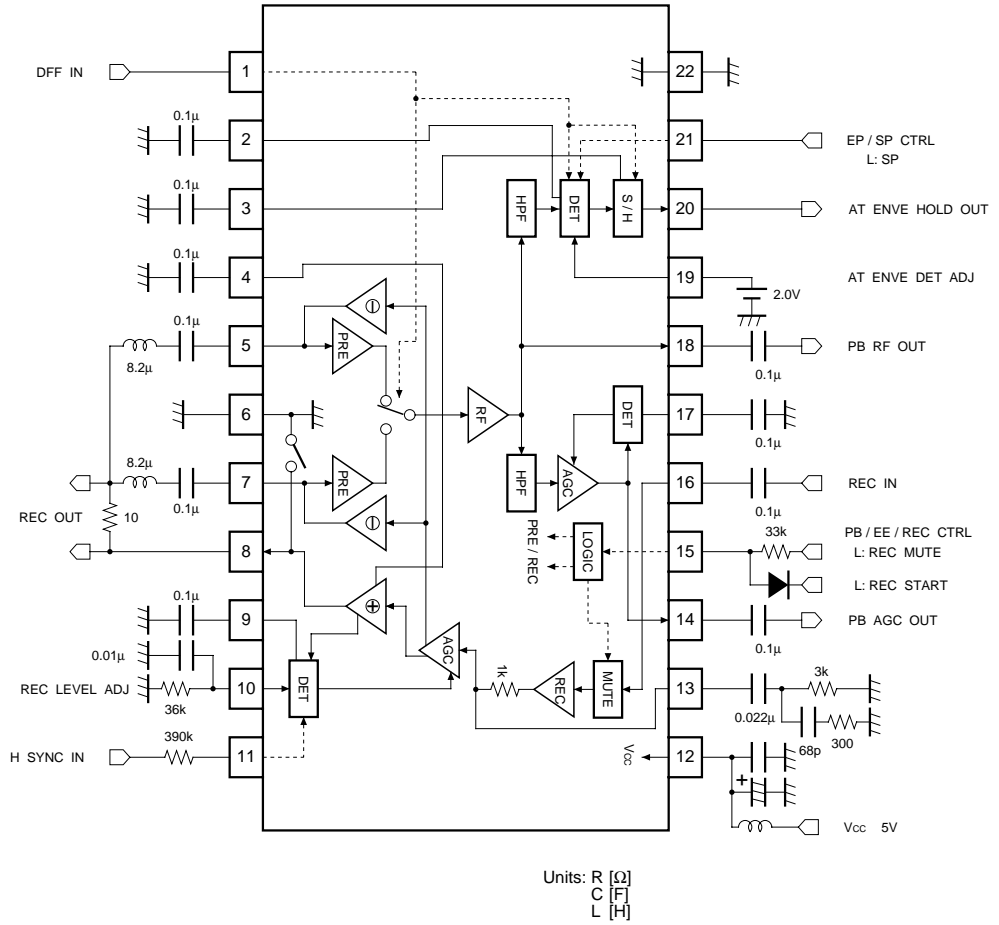 DFF IN
1
0.1μ
2
0.1μ
3
0.1μ
4
0.1μ
8.2μ
5
6
8.2μ
0.1μ
7
REC OUT
10
8
0.1μ
9
0.01μ
REC LEVEL ADJ
36k
10
H SYNC IN
390k
11
PRE
PRE
RF
HPF
DET
S / H
HPF
AGC
DET
PRE / REC
LOGIC
MUTE
REC
1k
AGC
DET
Vcc
22
21
EP / SP CTRL
L: SP
20
AT ENVE HOLD OUT
19
AT ENVE DET ADJ
2.0V
18
PB RF OUT
0.1μ
17
0.1μ
16
REC IN
0.1μ
15
33k
PB / EE / REC CTRL
L: REC MUTE
L: REC START
14
PB AGC OUT
0.1μ
13
3k
0.022μ
68p
300
12
+
Vcc 5V
Units: R [Ω]
C [F]
L [H]